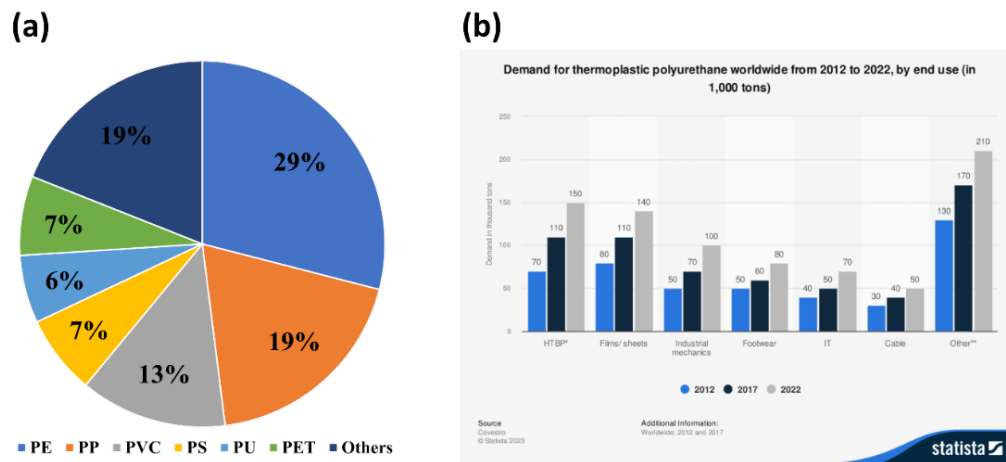 (a)
29%
19%
13%
7%
6%
7%
19%
PE PP PVC PS PU PET Others
(b)
Demand for thermoplastic polyurethane worldwide from 2012 to 2022, by end use (in
1,000 tons)
Demand in thousand tons
250
200
150
100
50
0
70 110 150
80 110 140
50 70 100
50 60 80
40 50 70
30 40 50
130 170 210
HTBP* Films/ sheets Industrial mechanics Footwear IT Cable Other**
2012 2017 2022
Source
Covestro
© Statista 2023
Additional Information:
Worldwide; 2012 and 2017
statista